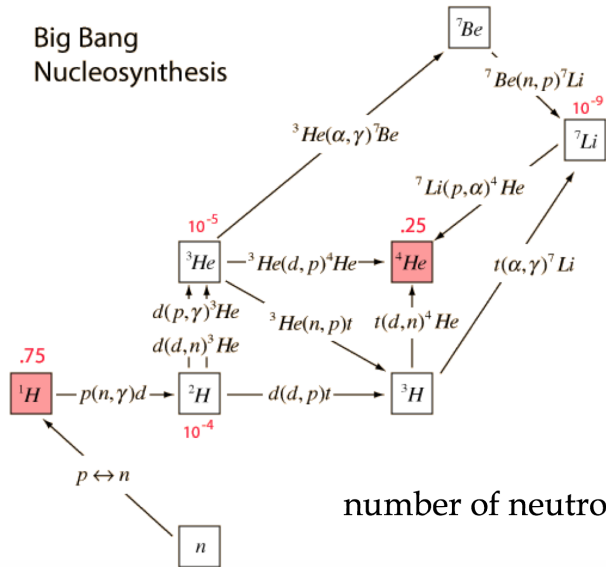 Big Bang
Nucleosynthesis
⁷Be
⁷Be(n, p)⁷Li
10⁻⁹
⁷Li
³He(α, γ)⁷Be
⁷Li(p, α)⁴He
10⁻⁵
.25
³He
³He(d, p)⁴He
⁴He
t(α, γ)⁷Li
d(p, γ)³He
³He(n, p)t
t(d, n)⁴He
d(d, n)³He
.75
¹H
p(n, γ)d
²H
d(d, p)t
³H
10⁻⁴
p ↔ n
number of neutro
n